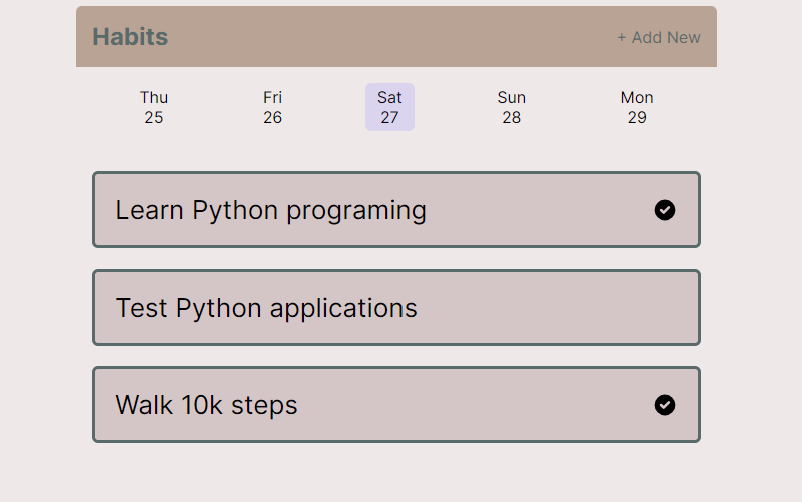 Habits
+ Add New
Thu Fri Sat Sun Mon
25 26 27 28 29
Learn Python programing
Test Python applications
Walk 10k steps